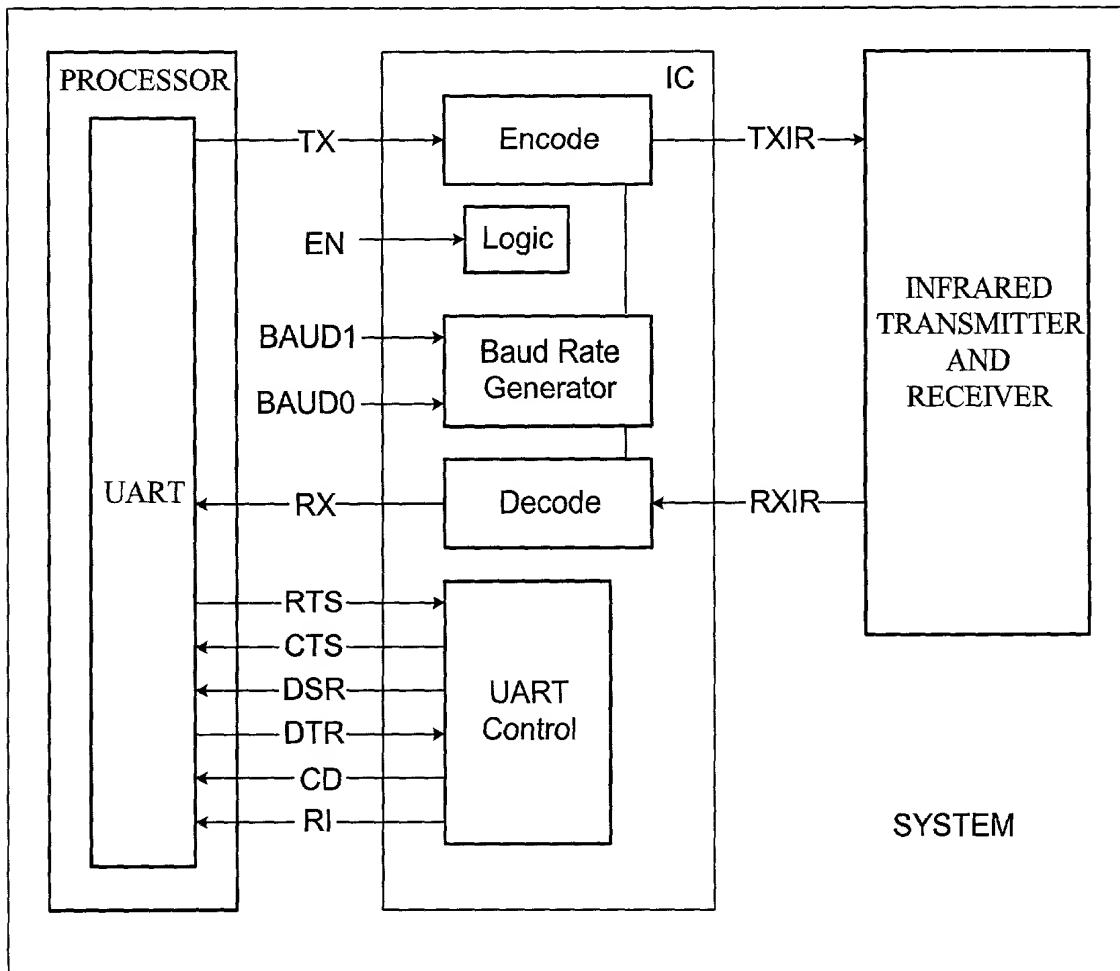 PROCESSOR
IC
TX
Encode
TXIR
EN
Logic
INFRARED
TRANSMITTER
AND
RECEIVER
BAUD1
BAUD0
Baud Rate
Generator
UART
RX
Decode
RXIR
RTS
CTS
DSR
DTR
CD
RI
UART
Control
SYSTEM